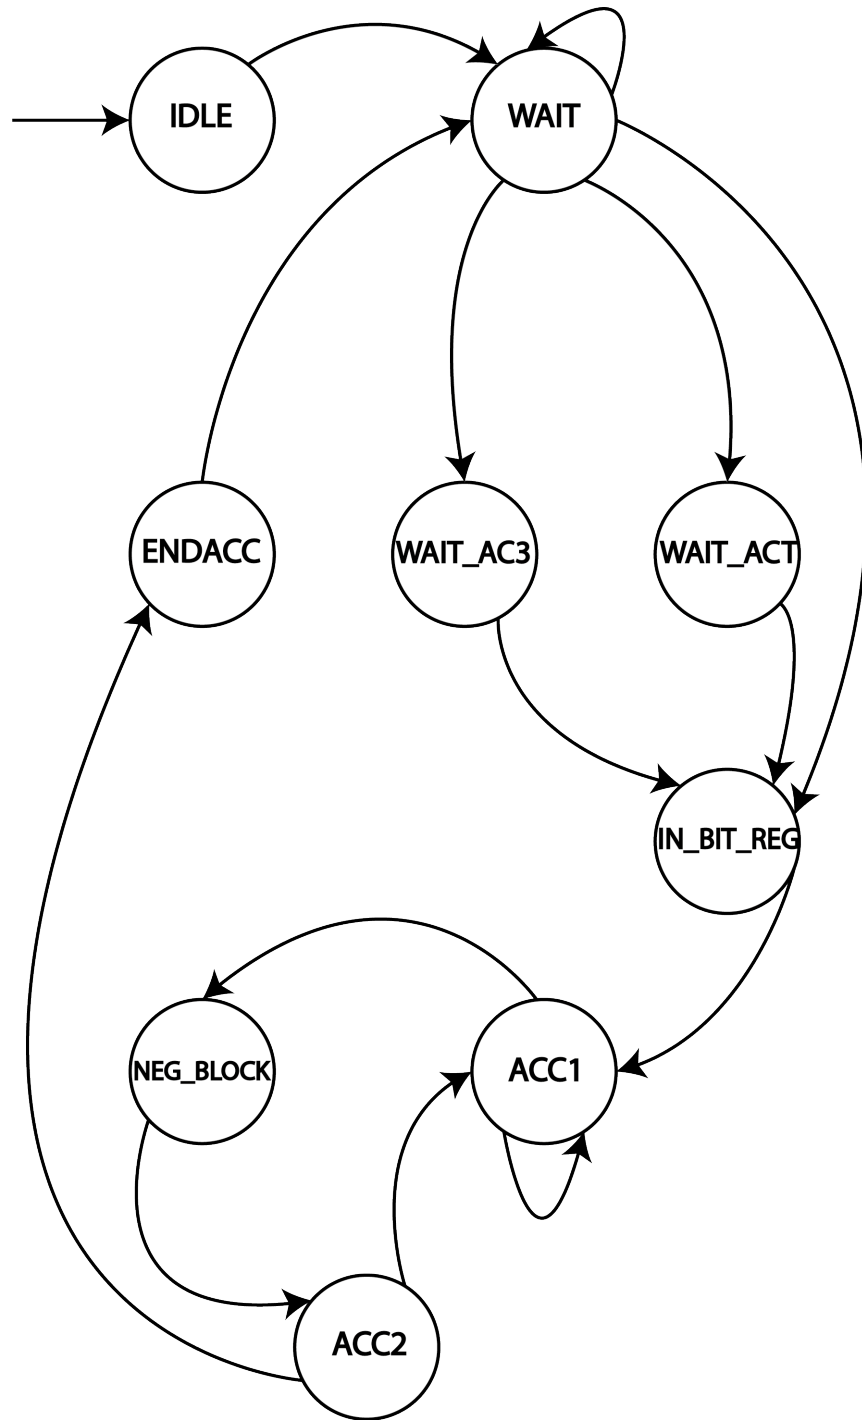 IDLE
WAIT
ENDACC
WAIT_AC3
WAIT_ACT
IN_BIT_REG
NEG_BLOCK
ACC1
ACC2